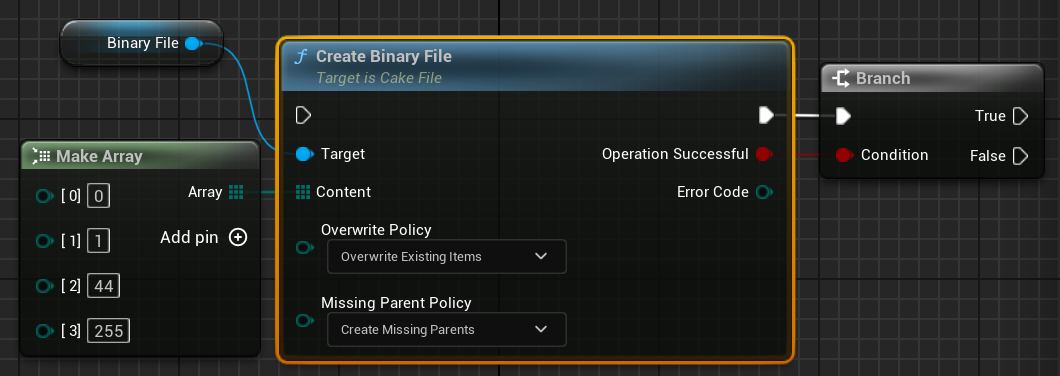 Binary File
Create Binary File
Target is Cake File
Target
Operation Successful
Content
Error Code
Overwrite Policy
Overwrite Existing Items
Missing Parent Policy
Create Missing Parents
Make Array
[ 0] 0
Array
[ 1] 1
Add pin
[ 2] 44
[ 3] 255
Branch
True
Condition
False